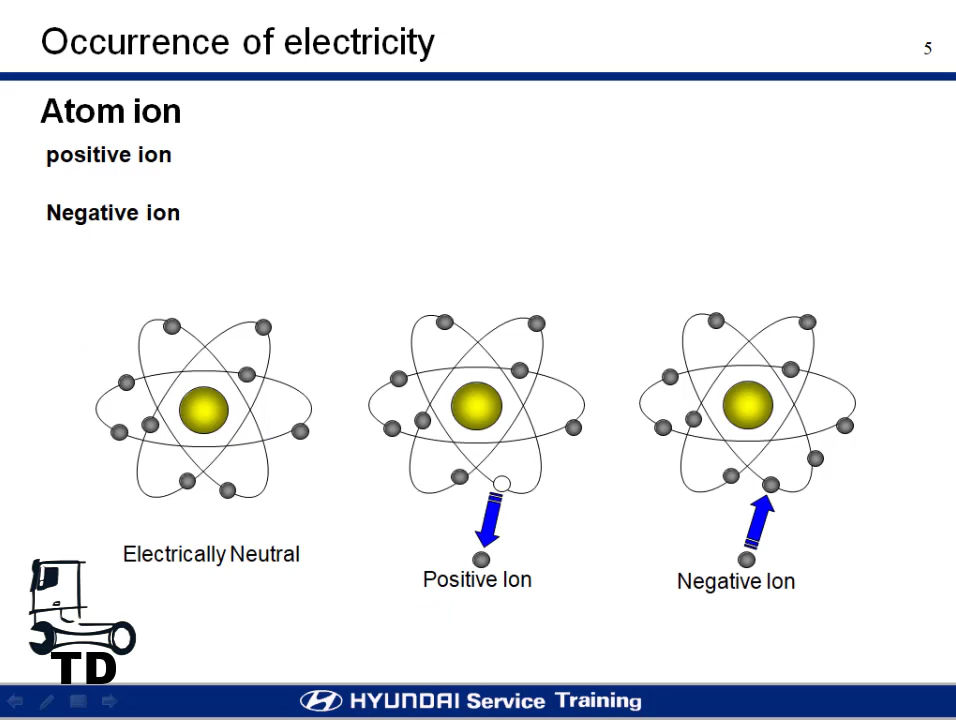 Occurrence of electricity
5
Atom ion
positive ion
Negative ion
Electrically Neutral
Positive Ion
Negative Ion
TD
HYUNDAI Service Training